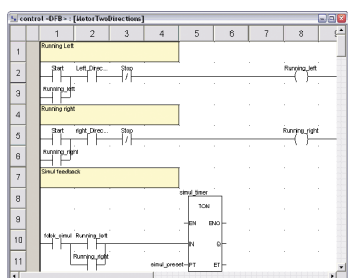 control <DFB> : [MotorTwoDirections]
1 2 3 4 5 6 7 8
1 Running Left
2 Start Left_Direc... Stop Running_left
3 Running_left
4 Running right
5 Start right_Direc... Stop Running_right
6 Running_right
7 Simul feedback
8 simul_timer
TON
9 EN ENO
10 Running_left IN Q
11 Running_right simul_preset PT ET